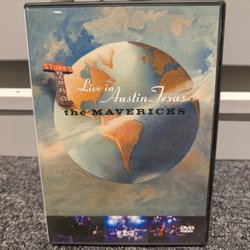 STUBB'S
BAR-B-Q
Live in
Austin Texas
the MAVERICKS
DVD